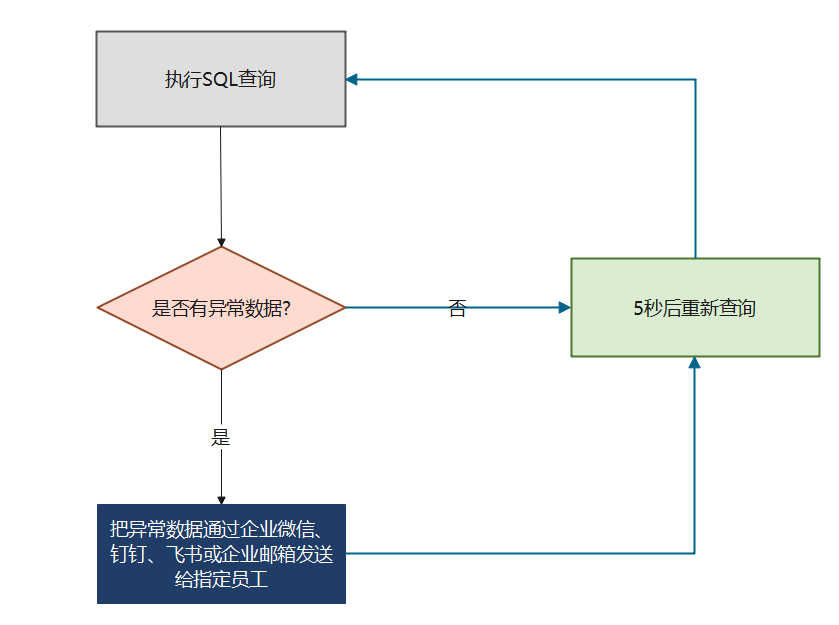 执行SQL查询
是否有异常数据?
否
5秒后重新查询
是
把异常数据通过企业微信、
钉钉、飞书或企业邮箱发送
给指定员工